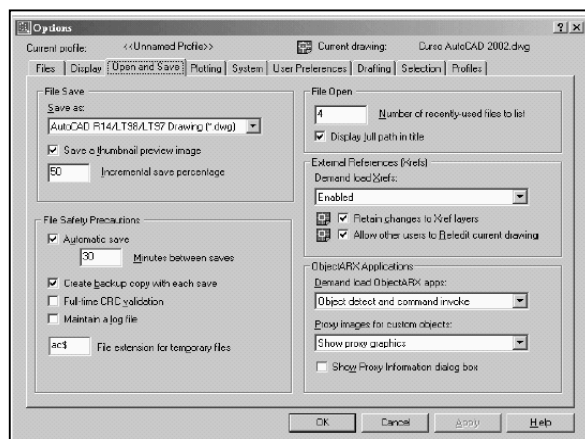 Options
Current profile: <<Unnamed Profile>> Current drawing: Curso AutoCAD 2002.dwg
Files Display Open and Save Plotting System User Preferences Drafting Selection Profiles
File Save
Save as:
AutoCAD R14/LT98/LT97 Drawing (*.dwg)
Save a thumbnail preview image
50 Incremental save percentage
File Safety Precautions
Automatic save
30 Minutes between saves
Create backup copy with each save
Full-time CRC validation
Maintain a log file
ac$ File extension for temporary files
File Open
4 Number of recently-used files to list
Display full path in title
External References (Xrefs)
Demand load Xrefs:
Enabled
Retain changes to Xref layers
Allow other users to Refedit current drawing
ObjectARX Applications
Demand load ObjectARX apps:
Object detect and command invoke
Proxy images for custom objects:
Show proxy graphics
Show Proxy Information dialog box
OK Cancel Apply Help